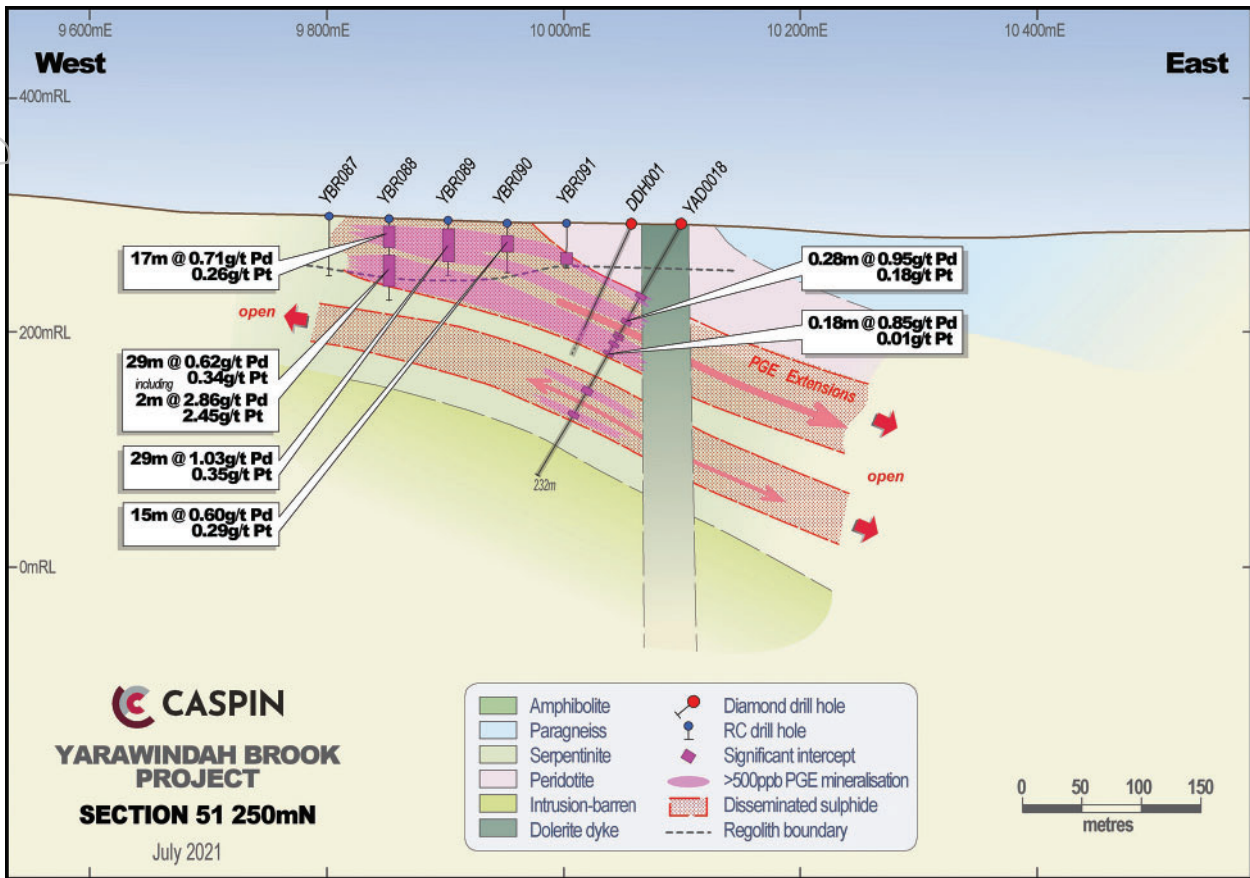 9 600mE
9 800mE
10 000mE
10 200mE
10 400mE
West
East
400mRL
YBR087
YBR088
YBR089
YBR090
YBR091
DDH001
YAD0018
17m @ 0.71g/t Pd
0.26g/t Pt
0.28m @ 0.95g/t Pd
0.18g/t Pt
open
200mRL
0.18m @ 0.85g/t Pd
0.01g/t Pt
29m @ 0.62g/t Pd
0.34g/t Pt
including
2m @ 2.86g/t Pd
2.45g/t Pt
PGE Extensions
29m @ 1.03g/t Pd
0.35g/t Pt
open
232m
15m @ 0.60g/t Pd
0.29g/t Pt
0mRL
CASPIN
YARAWINDAH BROOK
PROJECT
SECTION 51 250mN
July 2021
Amphibolite
Paragneiss
Serpentinite
Peridotite
Intrusion-barren
Dolerite dyke
Diamond drill hole
RC drill hole
Significant intercept
>500ppb PGE mineralisation
Disseminated sulphide
Regolith boundary
0 50 100 150
metres